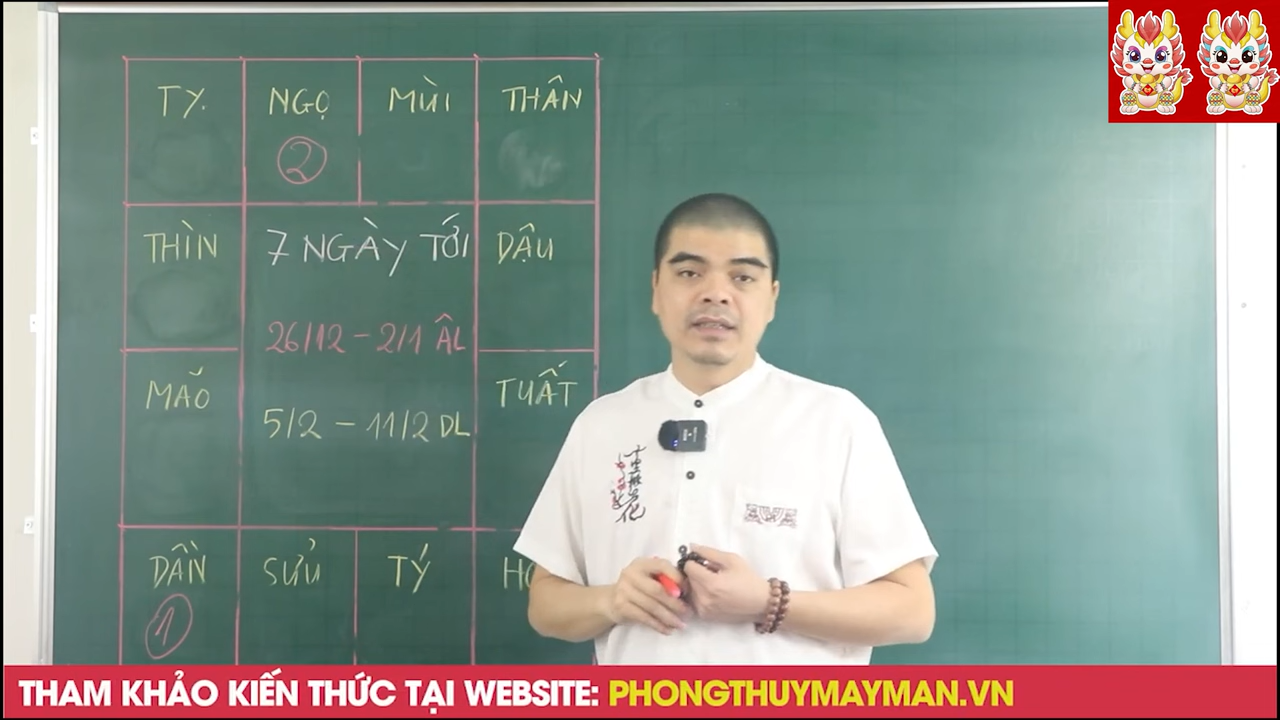 TỴ. NGỌ MÙI THÂN
2
THÌN 7 NGÀY TỚI DẬU
26/12 - 2/1 ÂL
MÃO TUẤT
5/2 - 11/2 DL
DẦN SỬU TÝ
1
THAM KHẢO KIẾN THỨC TẠI WEBSITE: PHONGTHUYMAYMAN.VN